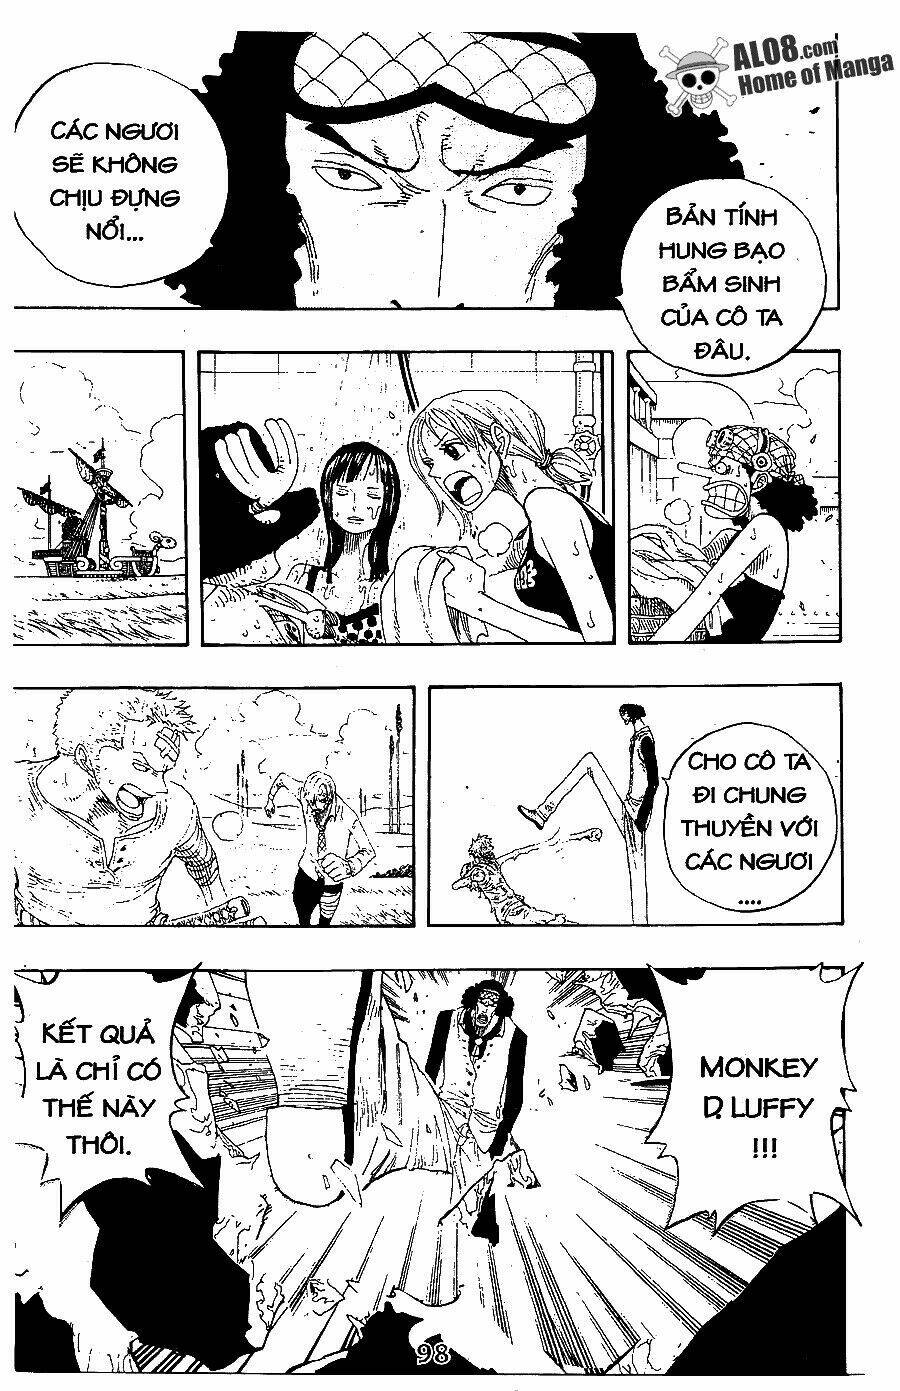 AL08.com
Home of Manga
CÁC NGƯƠI
SẼ KHÔNG
CHỊU ĐỰNG
NỔI...
BẢN TÍNH
HUNG BẠO
BẨM SINH
CỦA CÔ TA
ĐÂU.
CHO CÔ TA
ĐI CHUNG
THUYỀN VỚI
CÁC NGƯƠI
....
KẾT QUẢ
LÀ CHỈ CÓ
THẾ NÀY
THÔI.
MONKEY
D. LUFFY
!!!
98